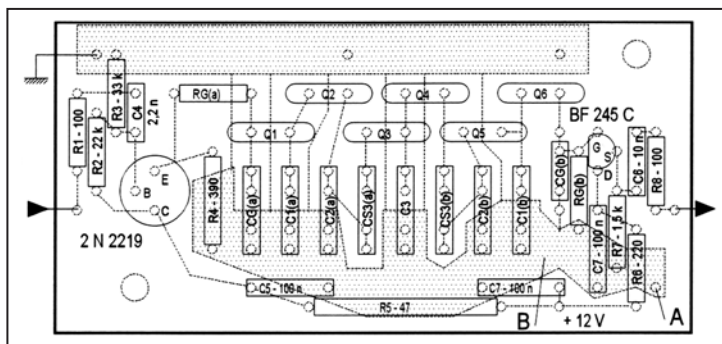 R1 - 100
R2 - 22 k
R3 - 33 k
C4
2,2 n
RG(a)
Q1
Q2
Q3
Q4
Q5
Q6
BF 245 C
G
S
D
B
E
C
2 N 2219
R4 - 390
CG(a)
C1(a)
C2(a)
CS3(a)
C3
CS3(b)
C2(b)
C1(b)
CG(b)
RG(b)
C7 - 100 n
R7 - 1,5 k
R6 - 220
C6 - 10 n
R8 - 100
C5 - 100 n
R5 - 47
C7 - 100 n
B
+ 12 V
A